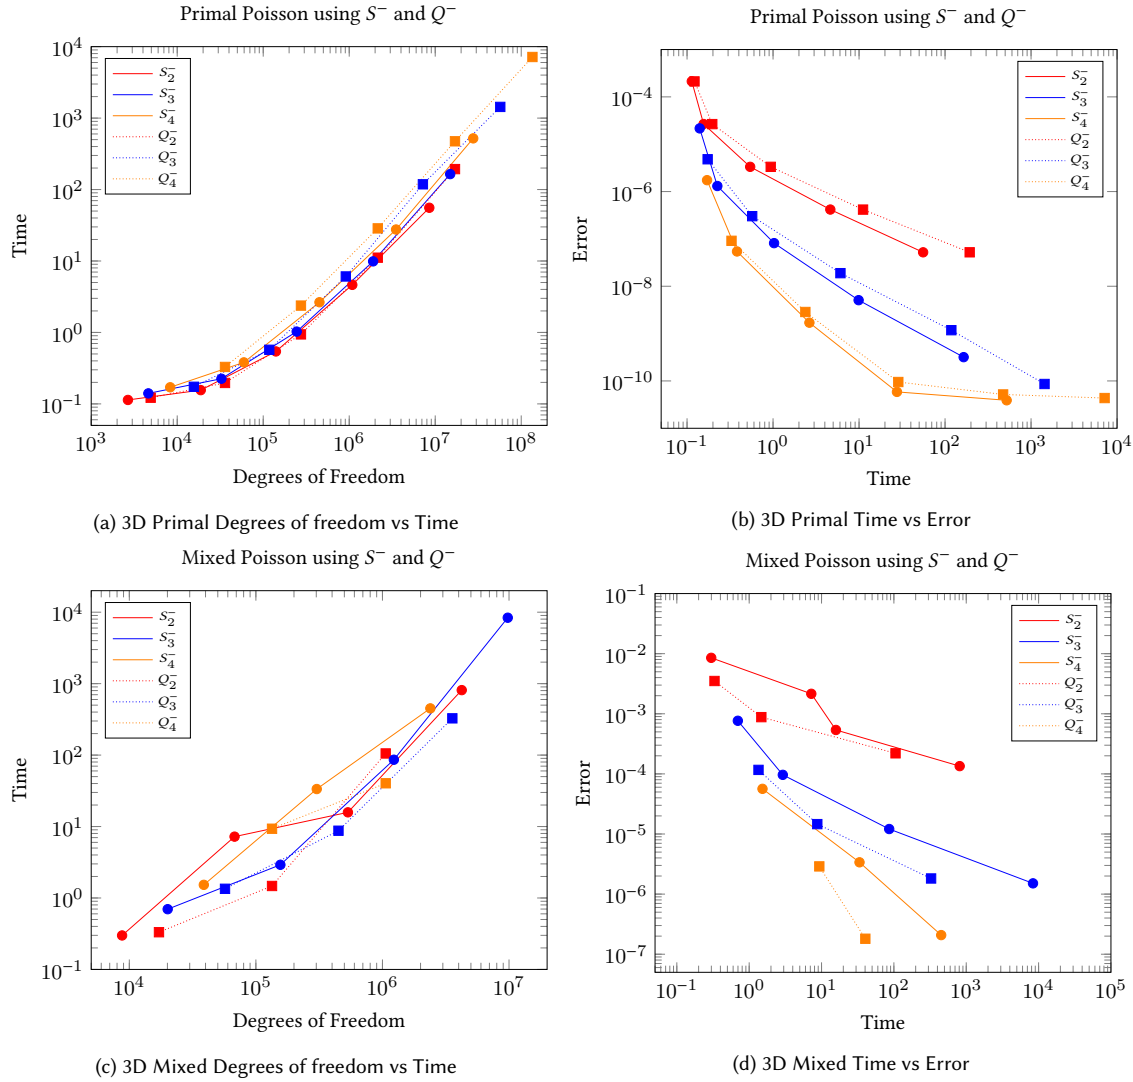 Primal Poisson using S⁻ and Q⁻
10⁴
10³
10²
10¹
10⁰
10⁻¹
Time
S₂⁻
S₃⁻
S₄⁻
Q₂⁻
Q₃⁻
Q₄⁻
10³ 10⁴ 10⁵ 10⁶ 10⁷ 10⁸
Degrees of Freedom
(a) 3D Primal Degrees of freedom vs Time
Primal Poisson using S⁻ and Q⁻
10⁻⁴
10⁻⁶
10⁻⁸
10⁻¹⁰
Error
S₂⁻
S₃⁻
S₄⁻
Q₂⁻
Q₃⁻
Q₄⁻
10⁻¹ 10⁰ 10¹ 10² 10³ 10⁴
Time
(b) 3D Primal Time vs Error
Mixed Poisson using S⁻ and Q⁻
10⁴
10³
10²
10¹
10⁰
10⁻¹
Time
S₂⁻
S₃⁻
S₄⁻
Q₂⁻
Q₃⁻
Q₄⁻
10⁴ 10⁵ 10⁶ 10⁷
Degrees of Freedom
(c) 3D Mixed Degrees of freedom vs Time
Mixed Poisson using S⁻ and Q⁻
10⁻¹
10⁻²
10⁻³
10⁻⁴
10⁻⁵
10⁻⁶
10⁻⁷
Error
S₂⁻
S₃⁻
S₄⁻
Q₂⁻
Q₃⁻
Q₄⁻
10⁻¹ 10⁰ 10¹ 10² 10³ 10⁴ 10⁵
Time
(d) 3D Mixed Time vs Error